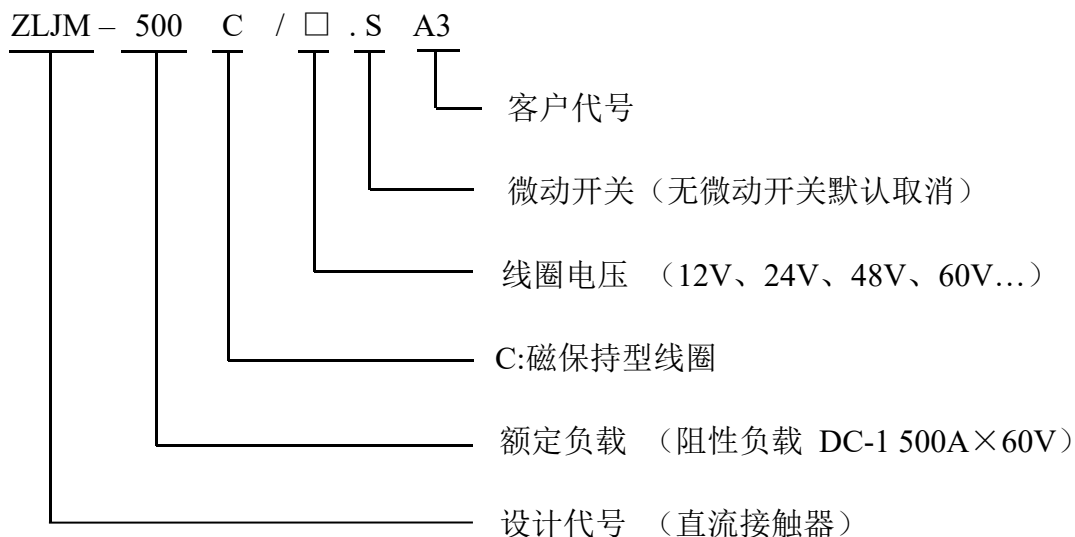 ZLJM – 500 C / □ . S A3
客户代号
微动开关（无微动开关默认取消）
线圈电压 （12V、24V、48V、60V…）
C:磁保持型线圈
额定负载 （阻性负载 DC-1 500A×60V）
设计代号 （直流接触器）